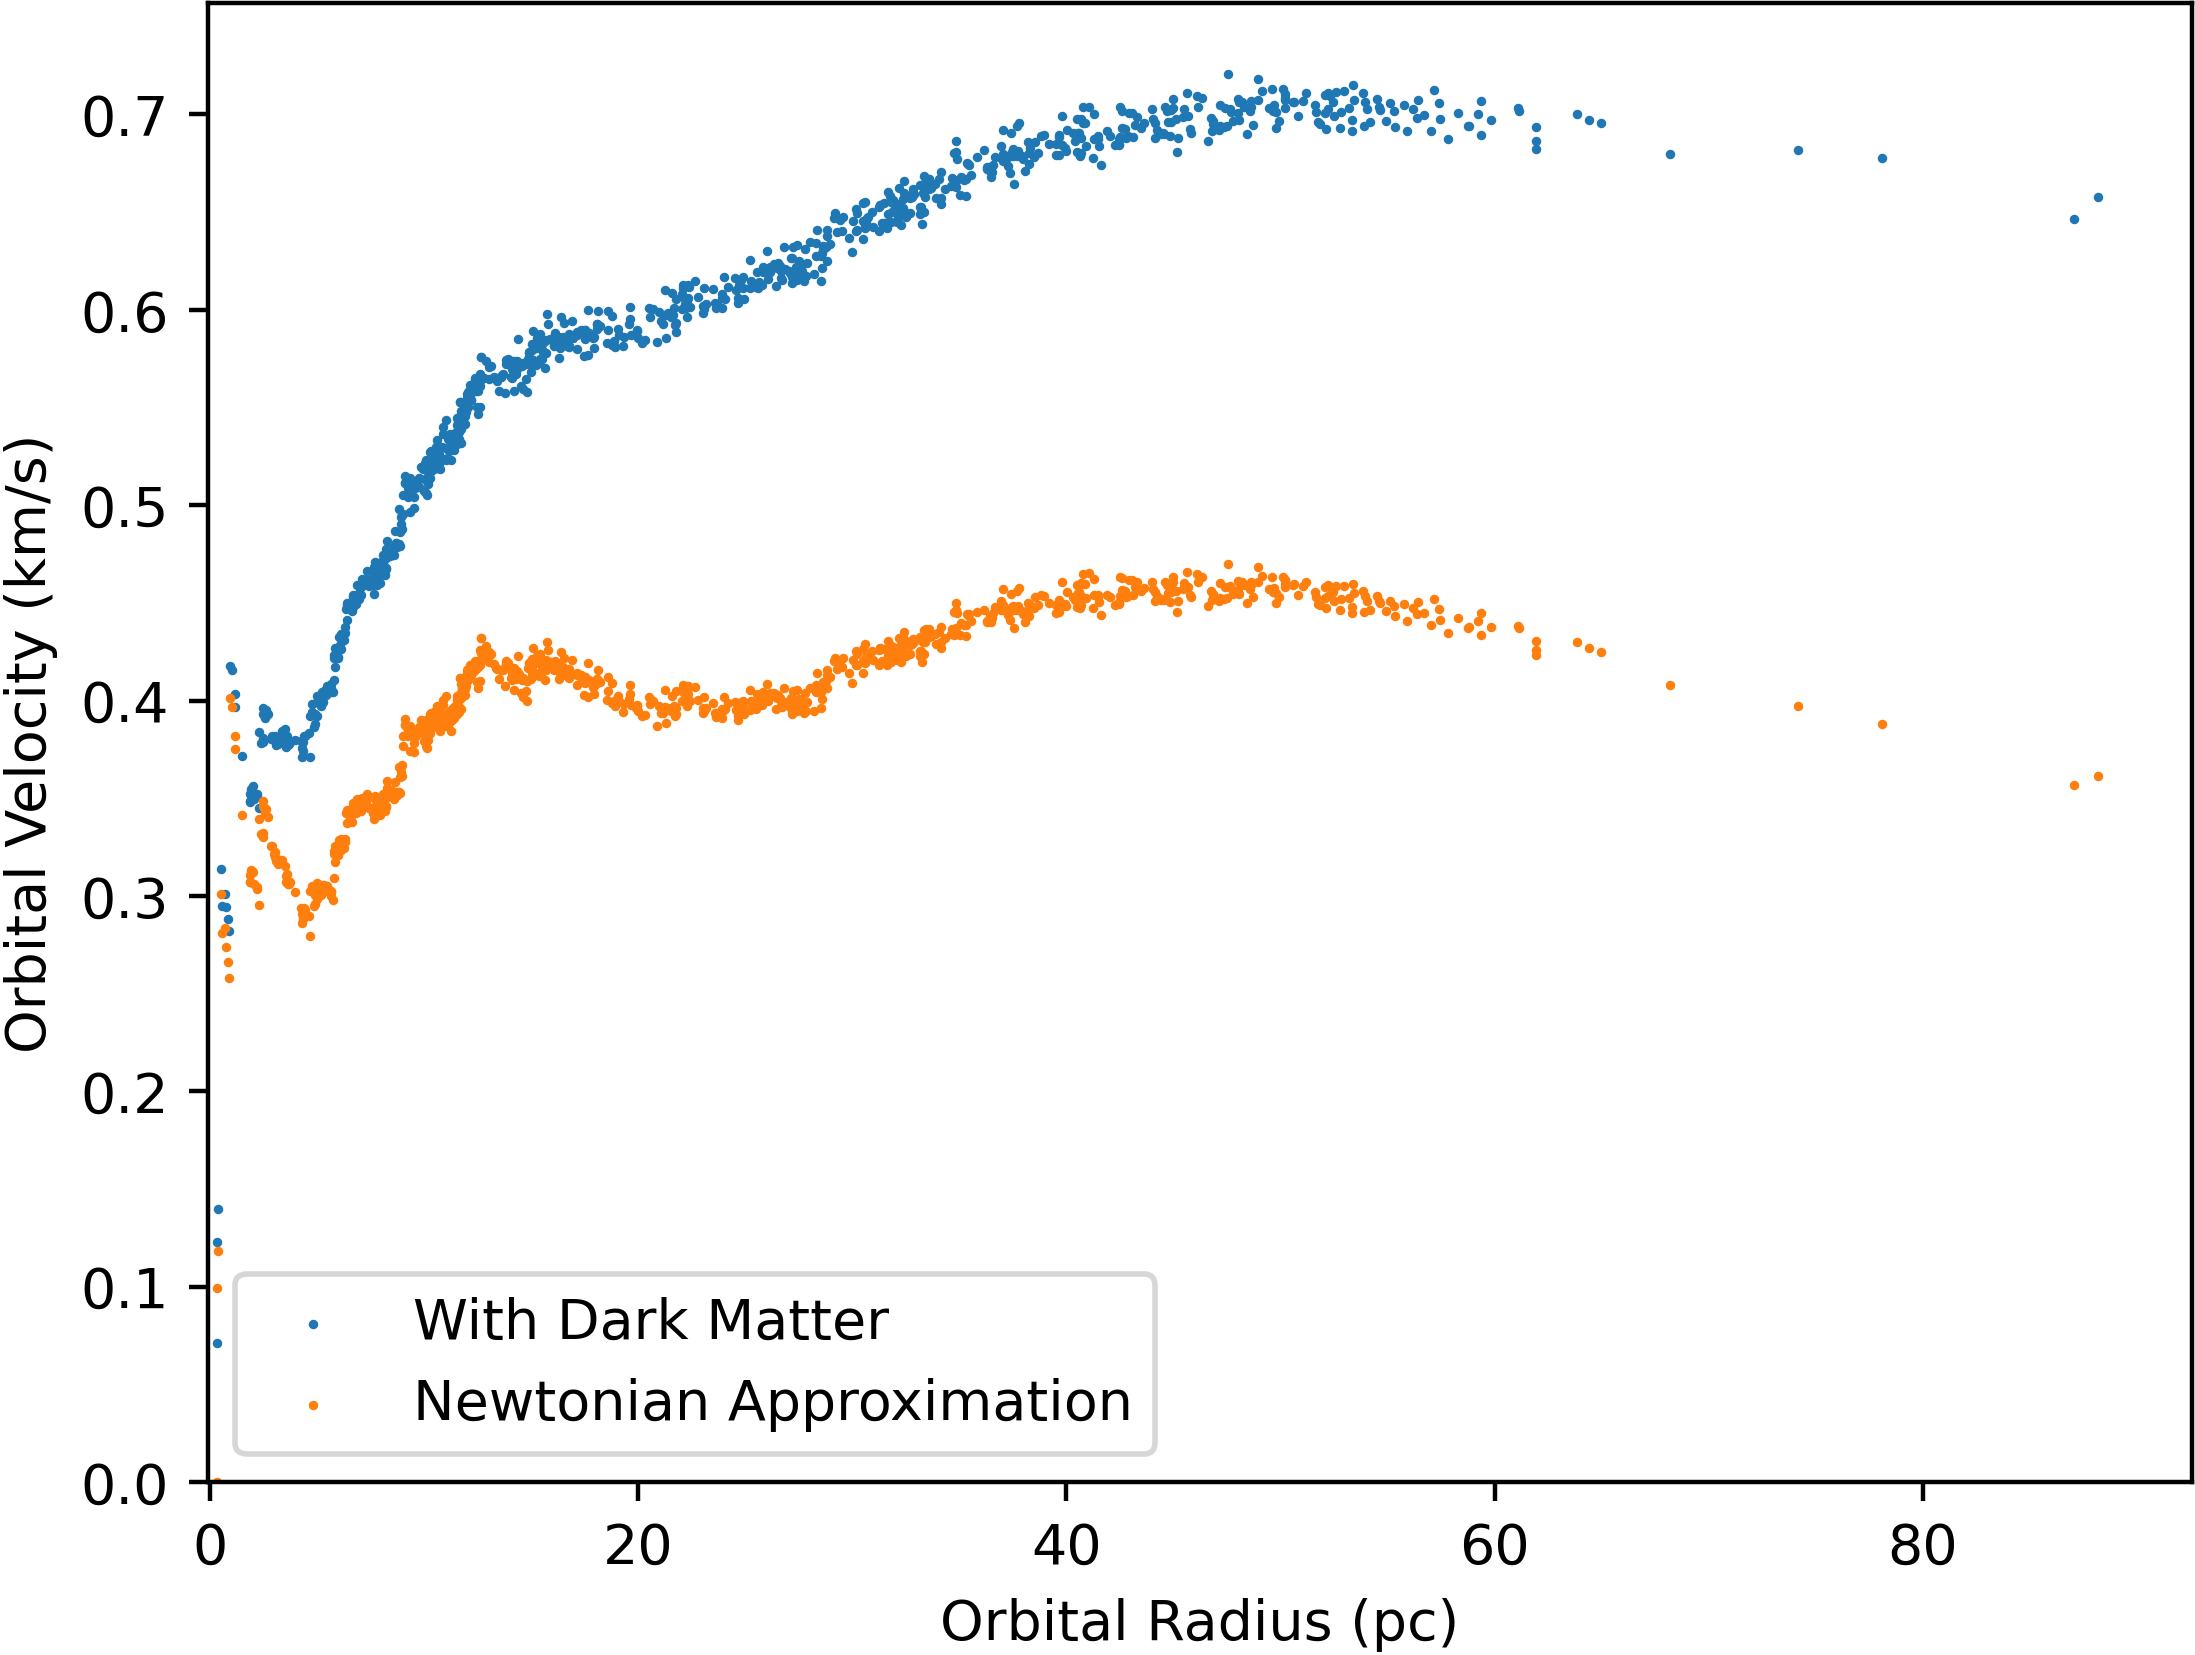 Orbital Velocity (km/s)
0.7
0.6
0.5
0.4
0.3
0.2
0.1
0.0
With Dark Matter
Newtonian Approximation
0 20 40 60 80
Orbital Radius (pc)